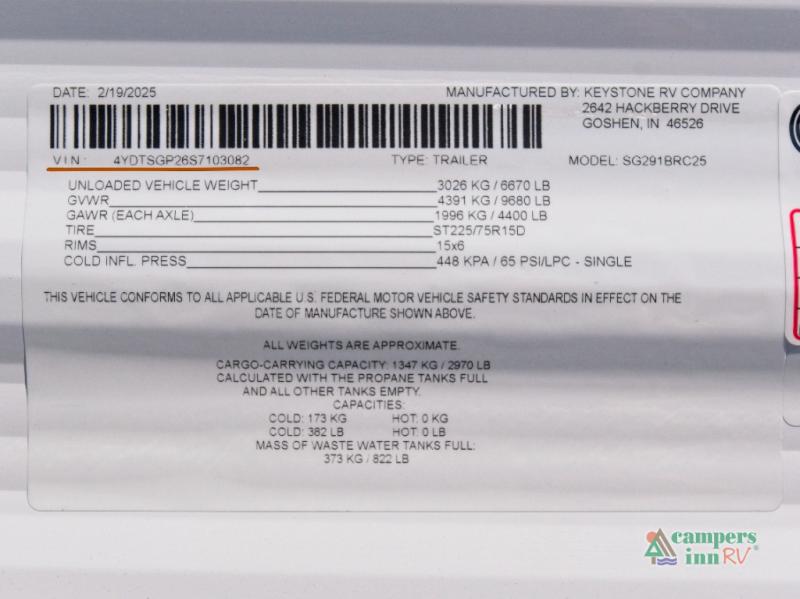 DATE: 2/19/2025
MANUFACTURED BY: KEYSTONE RV COMPANY
2642 HACKBERRY DRIVE
GOSHEN, IN 46526
VIN: 4YDTSGP26S7103082 TYPE: TRAILER MODEL: SG291BRC25
UNLOADED VEHICLE WEIGHT 3026 KG / 6670 LB
GVWR 4391 KG / 9680 LB
GAWR (EACH AXLE) 1996 KG / 4400 LB
TIRE ST225/75R15D
RIMS 15x6
COLD INFL. PRESS 448 KPA / 65 PSI/LPC - SINGLE
THIS VEHICLE CONFORMS TO ALL APPLICABLE U.S. FEDERAL MOTOR VEHICLE SAFETY STANDARDS IN EFFECT ON THE
DATE OF MANUFACTURE SHOWN ABOVE.
ALL WEIGHTS ARE APPROXIMATE.
CARGO-CARRYING CAPACITY: 1347 KG / 2970 LB
CALCULATED WITH THE PROPANE TANKS FULL
AND ALL OTHER TANKS EMPTY.
CAPACITIES:
COLD: 173 KG HOT: 0 KG
COLD: 382 LB HOT: 0 LB
MASS OF WASTE WATER TANKS FULL:
373 KG / 822 LB
campers
inn RV®